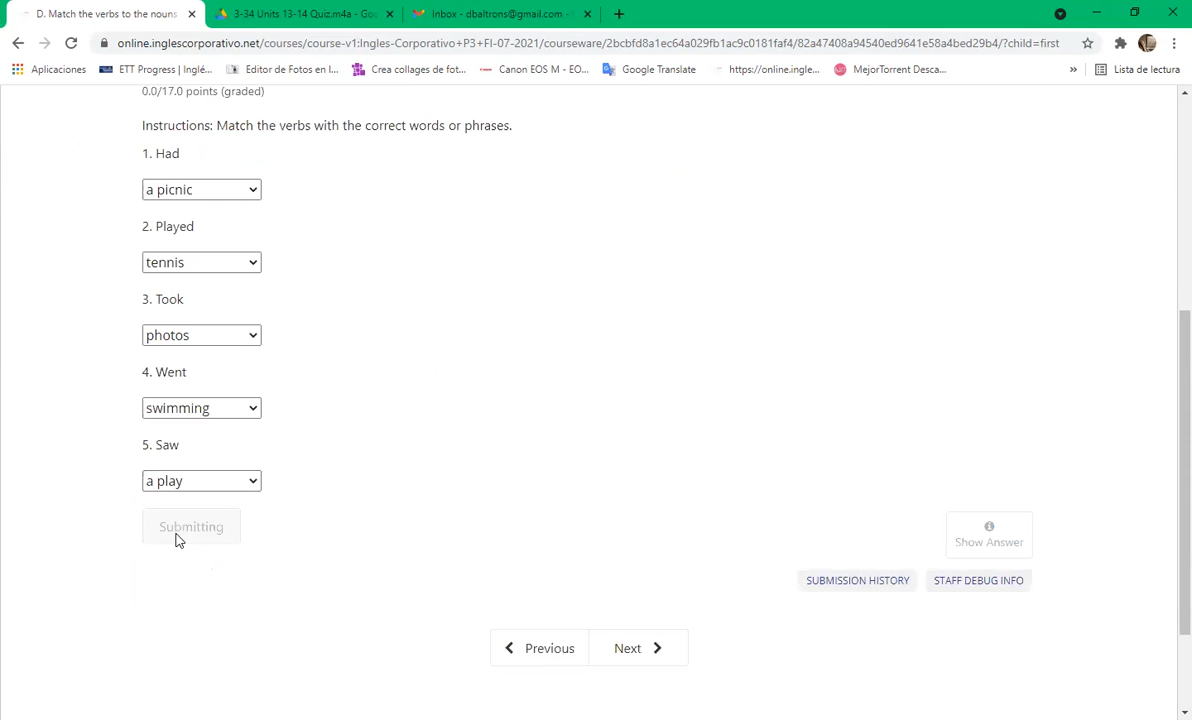 D. Match the verbs to the nouns
3-34 Units 13-14 Quiz.m4a - Goo
Inbox - dbaltrons@gmail.com -
online.inglescorporativo.net/courses/course-v1:Ingles-Corporativo+P3+FI-07-2021/courseware/2bcbfd8a1ec64a029fb1ac9c0181faf4/82a47408a94540ed9641e58a4bed29b4/?child=first
Aplicaciones
ETT Progress | Inglé...
Editor de Fotos en l...
Crea collages de fot...
Canon EOS M - EO...
Google Translate
https://online.ingle...
MejorTorrent Desca...
»
Lista de lectura
0.0/17.0 points (graded)
Instructions: Match the verbs with the correct words or phrases.
1. Had
a picnic
2. Played
tennis
3. Took
photos
4. Went
swimming
5. Saw
a play
Submitting
Show Answer
SUBMISSION HISTORY
STAFF DEBUG INFO
Previous
Next